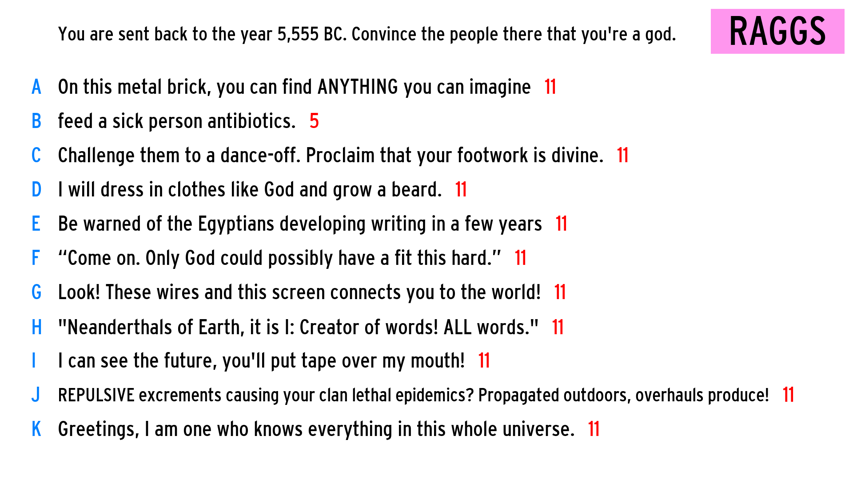 You are sent back to the year 5,555 BC. Convince the people there that you're a god.
RAGGS
A On this metal brick, you can find ANYTHING you can imagine 11
B feed a sick person antibiotics. 5
C Challenge them to a dance-off. Proclaim that your footwork is divine. 11
D I will dress in clothes like God and grow a beard. 11
E Be warned of the Egyptians developing writing in a few years 11
F “Come on. Only God could possibly have a fit this hard.” 11
G Look! These wires and this screen connects you to the world! 11
H "Neanderthals of Earth, it is I: Creator of words! ALL words." 11
I I can see the future, you'll put tape over my mouth! 11
J REPULSIVE excrements causing your clan lethal epidemics? Propagated outdoors, overhauls produce! 11
K Greetings, I am one who knows everything in this whole universe. 11